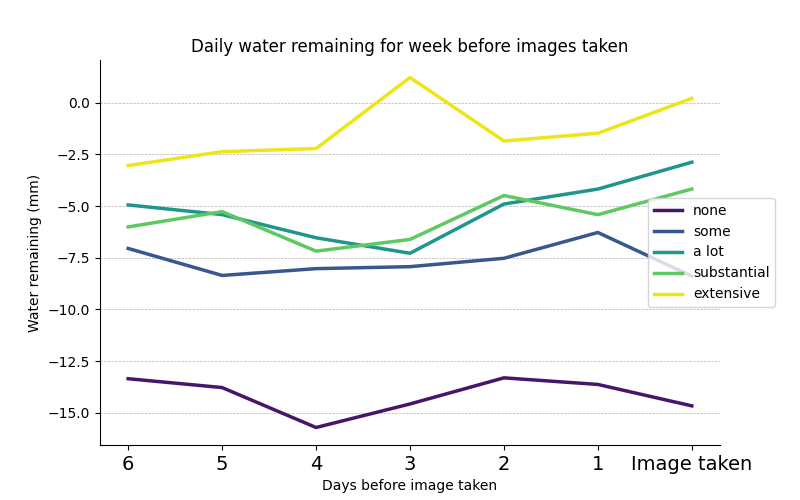 Daily water remaining for week before images taken
Water remaining (mm)
0.0
−2.5
−5.0
−7.5
−10.0
−12.5
−15.0
none
some
a lot
substantial
extensive
6 5 4 3 2 1 Image taken
Days before image taken